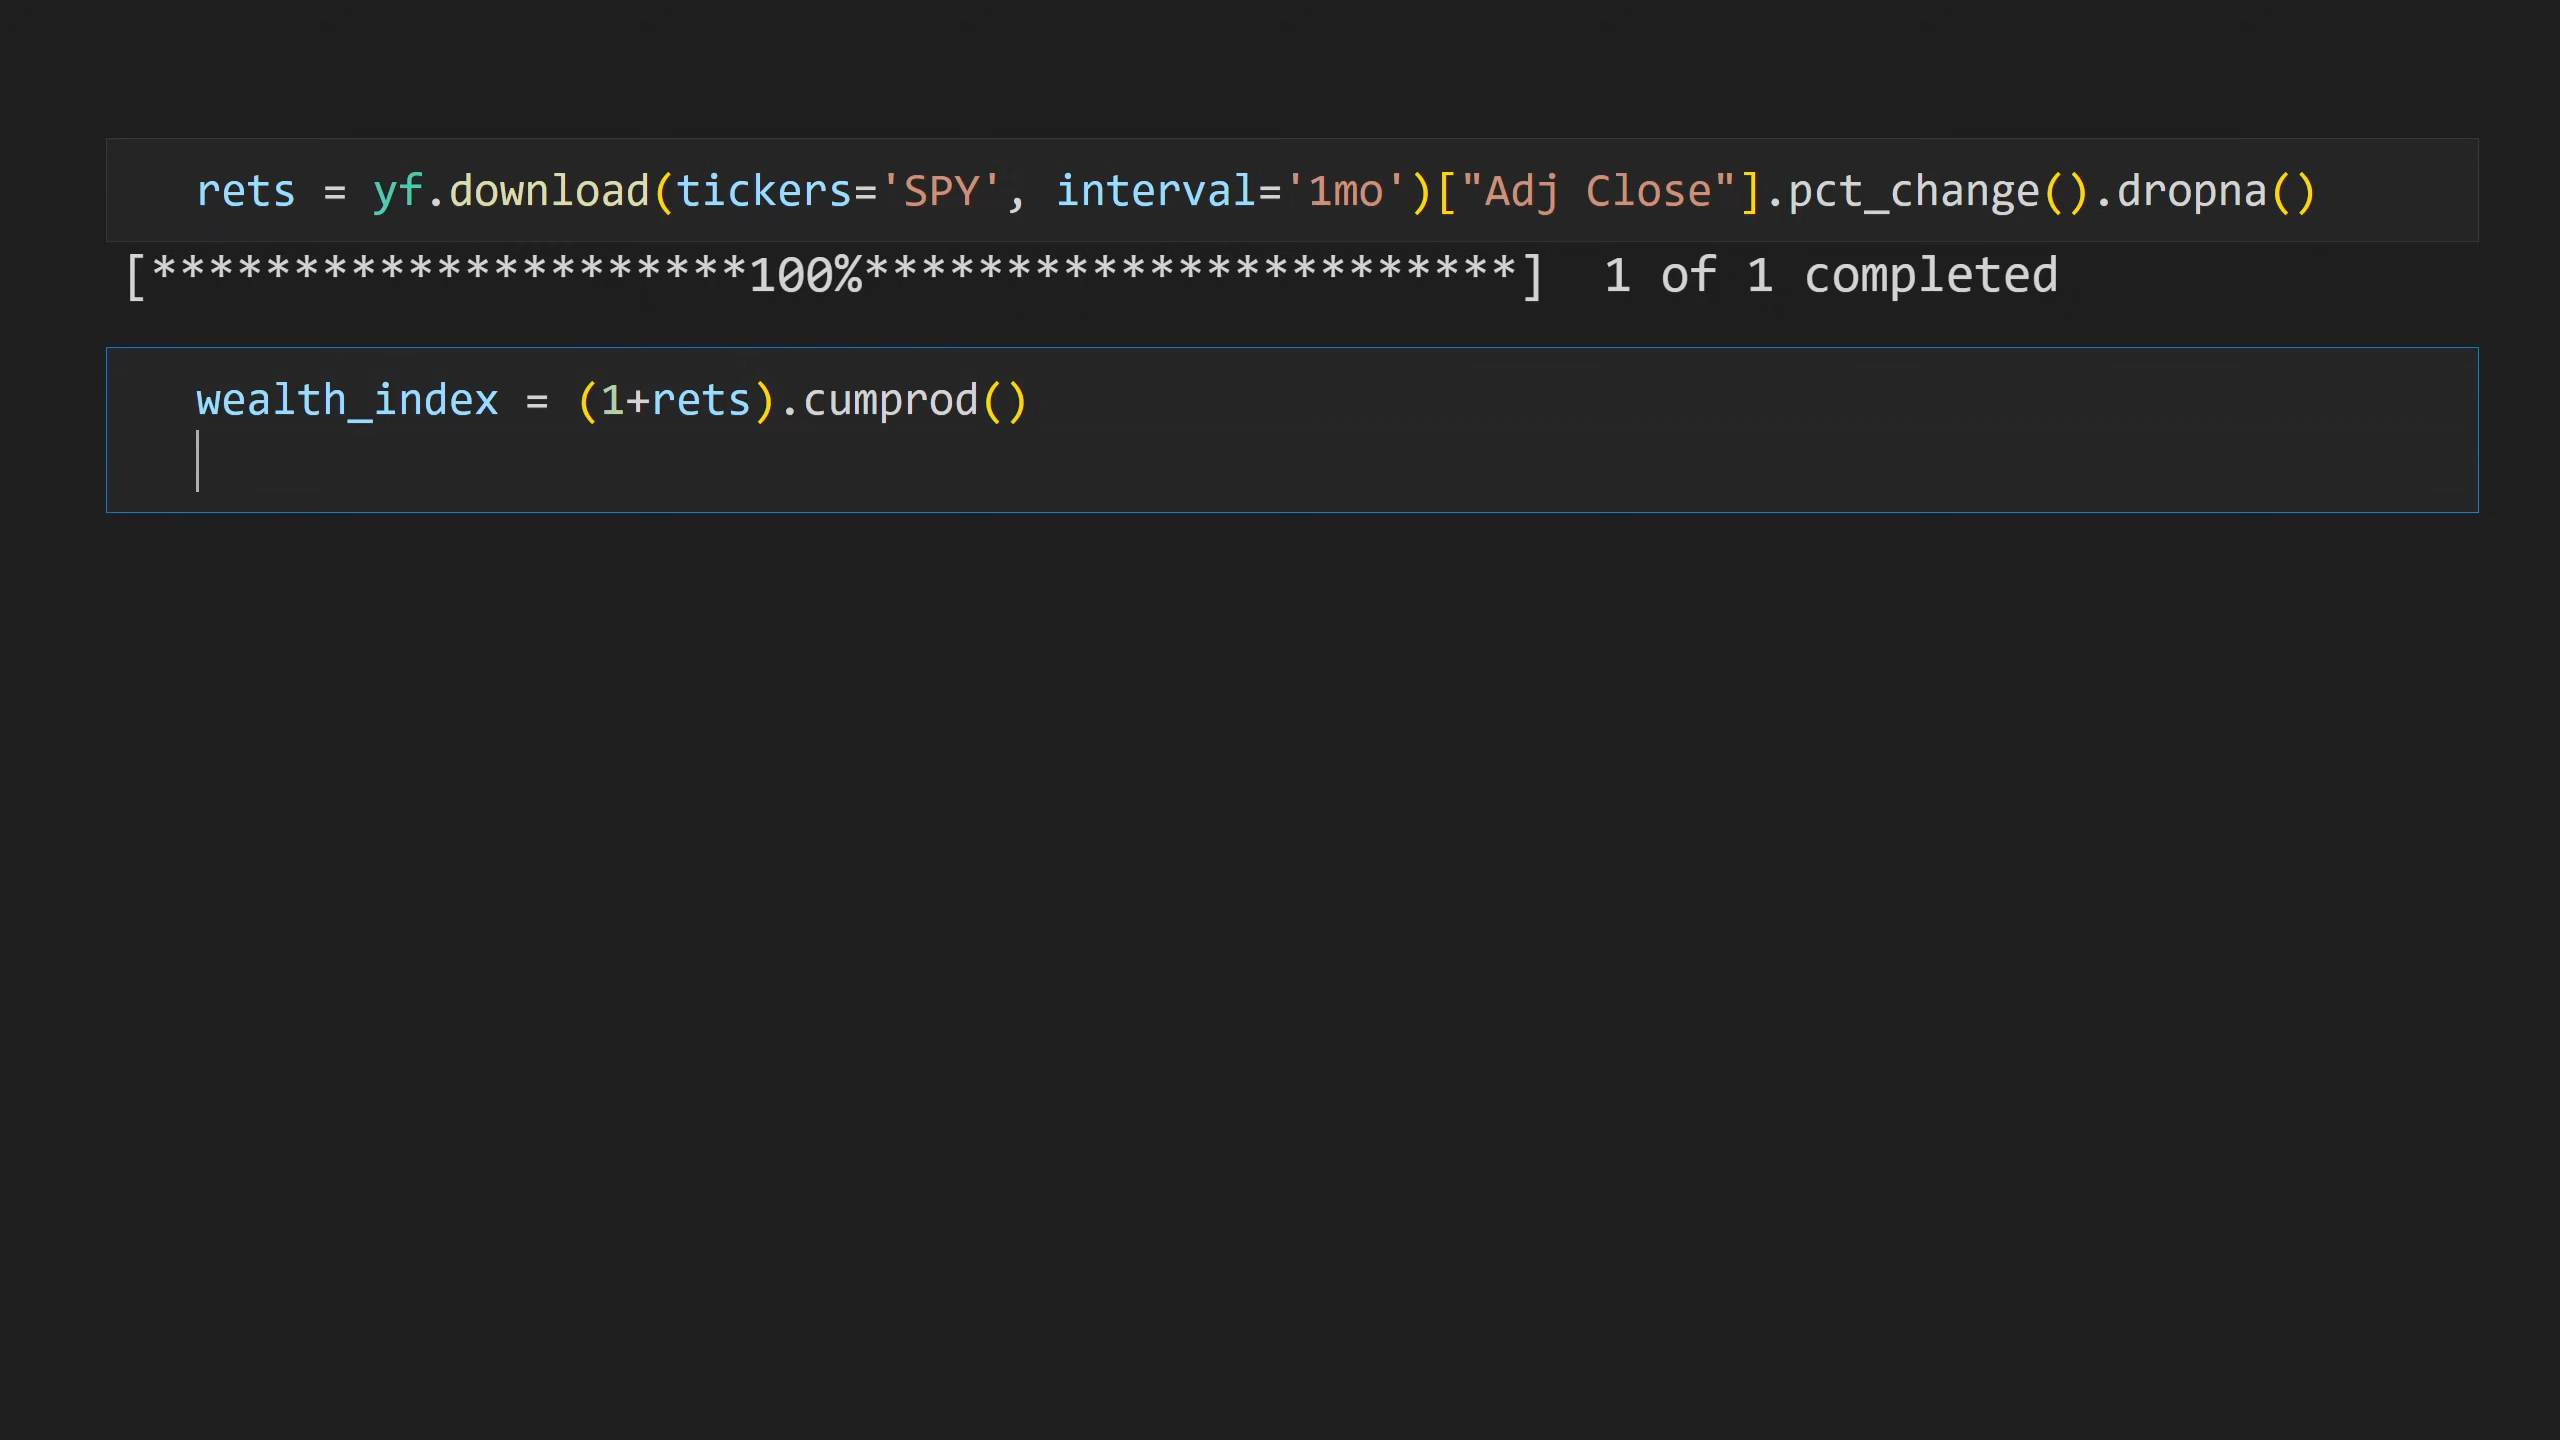 rets = yf.download(tickers='SPY', interval='1mo')["Adj Close"].pct_change().dropna()
[*********************100%***********************]  1 of 1 completed
wealth_index = (1+rets).cumprod()